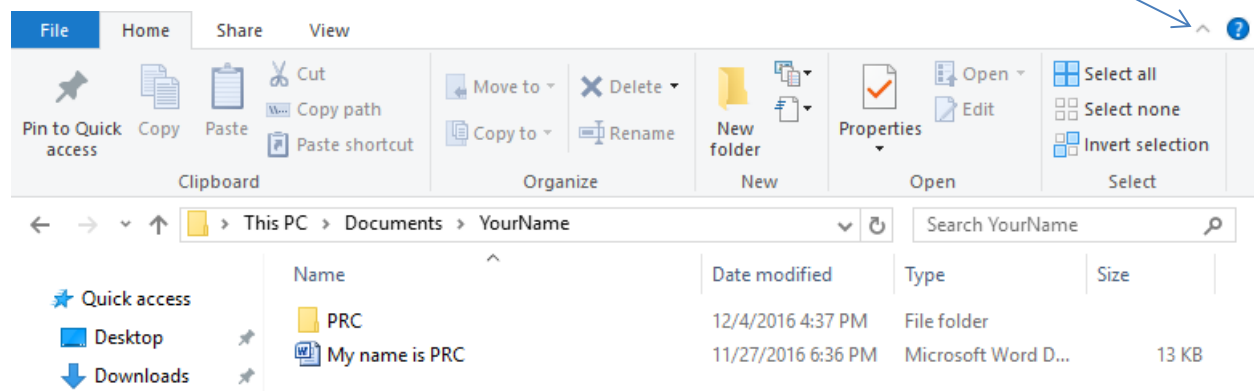 File Home Share View
Pin to Quick access
Copy
Paste
Cut
Copy path
Paste shortcut
Move to
Copy to
Delete
Rename
New folder
Properties
Open
Edit
Select all
Select none
Invert selection
Clipboard Organize New Open Select
This PC > Documents > YourName
Search YourName
Name Date modified Type Size
Quick access
Desktop
Downloads
PRC 12/4/2016 4:37 PM File folder
My name is PRC 11/27/2016 6:36 PM Microsoft Word D... 13 KB